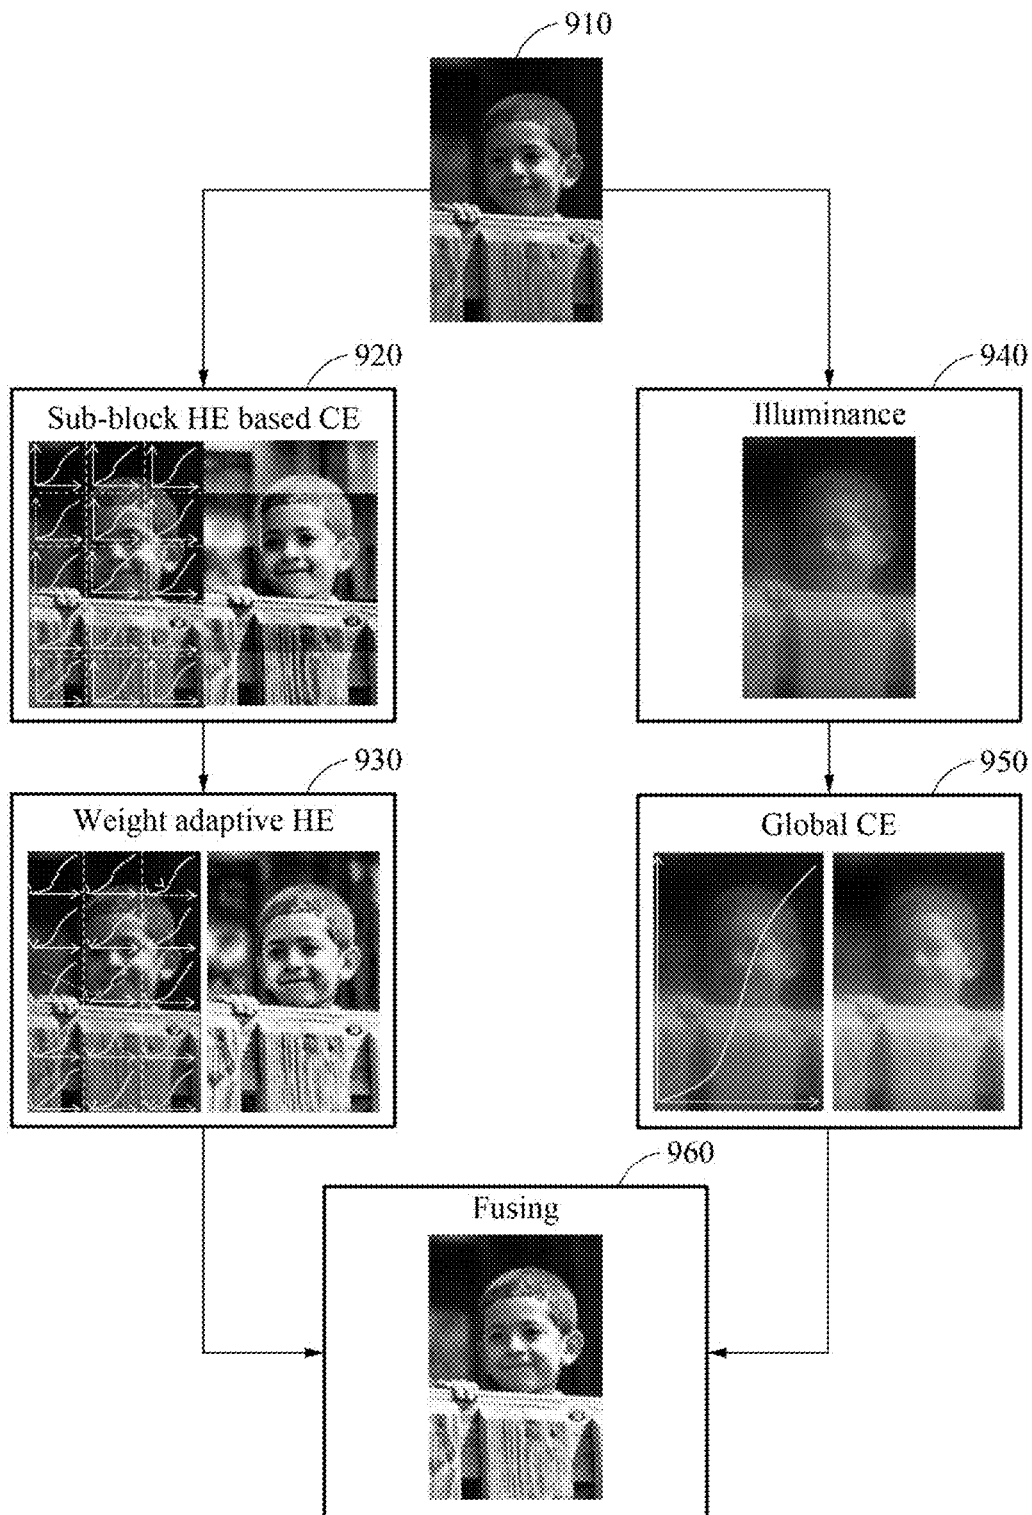 910
920
940
Sub-block HE based CE
Illuminance
930
950
Weight adaptive HE
Global CE
960
Fusing